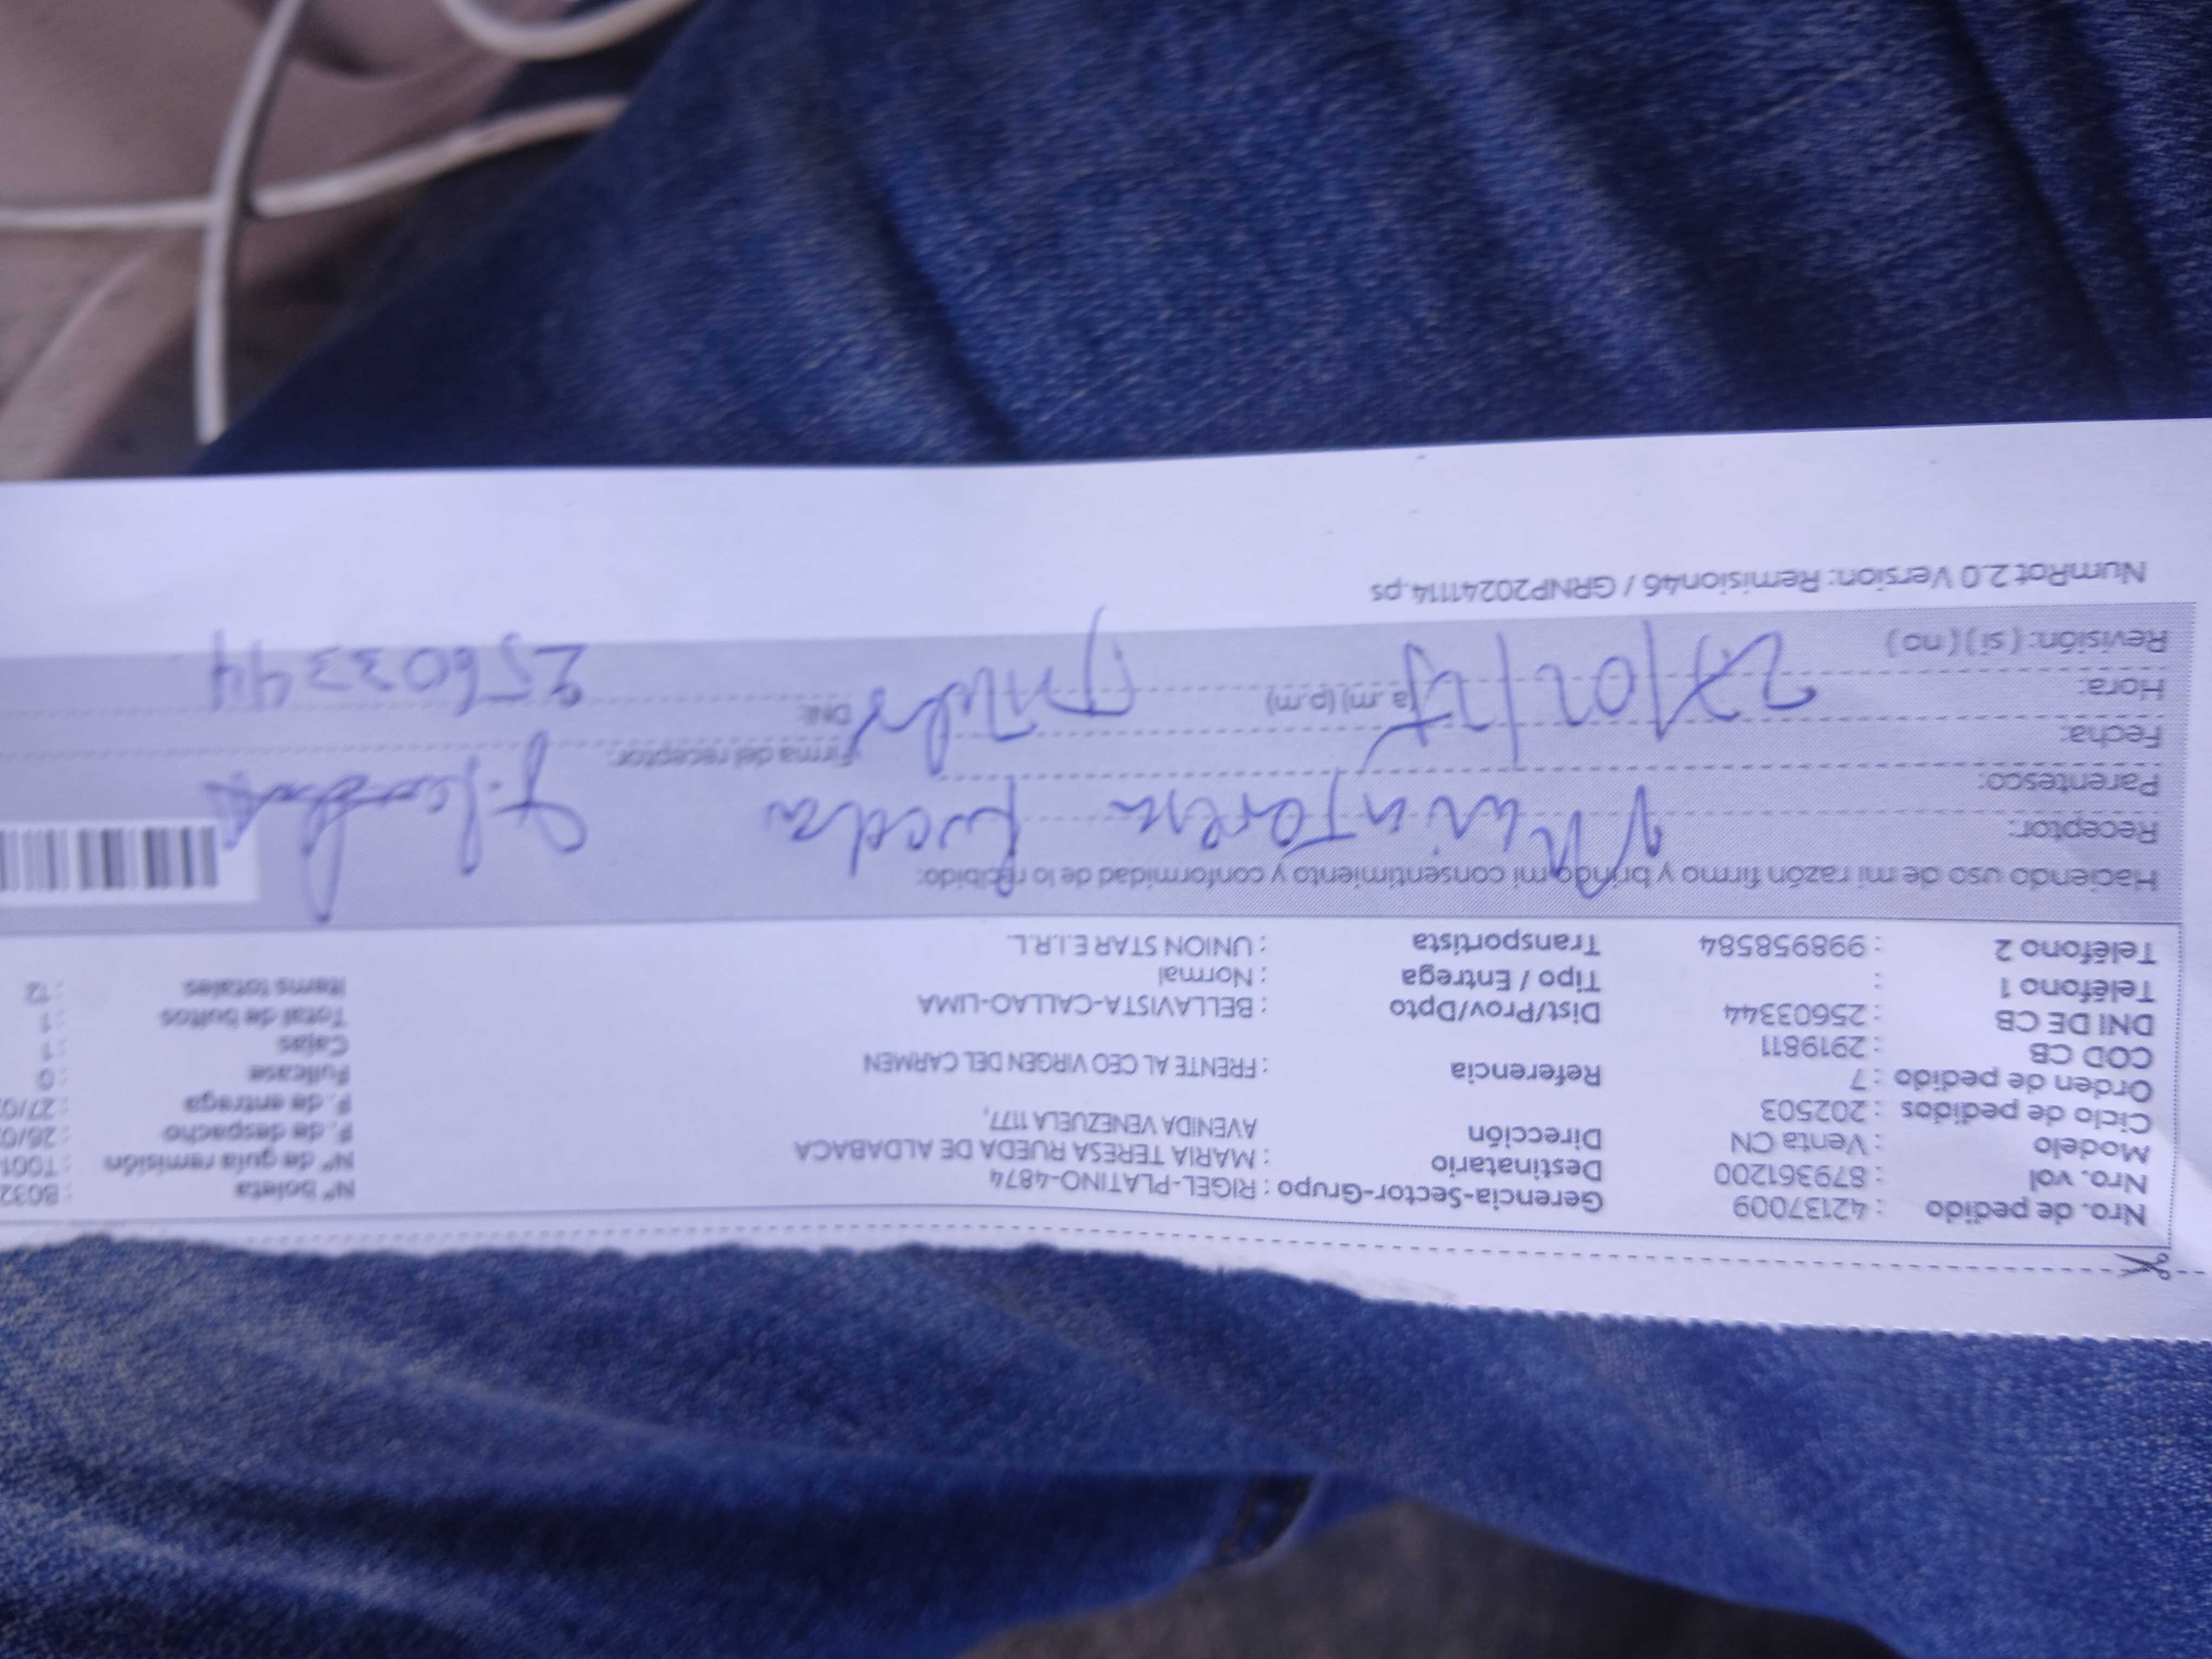 Nro. de pedido : 42137009 Gerencia-Sector-Grupo : RIGEL-PLATINO-4874 N° boleta : B032
Nro. vol : 879361200 Destinatario : MARIA TERESA RUEDA DE ALDABACA N° de guía remisión : T001
Modelo : Venta CN Dirección AVENIDA VENEZUELA 1177, F. de despacho : 26/0
Ciclo de pedidos : 202503 F. de entrega : 27/0
Orden de pedido : 7 Referencia : FRENTE AL CEO VIRGEN DEL CARMEN Fullcase : 0
COD CB : 2919811 Cajas : 1
DNI DE CB : 25603344 Dist/Prov/Dpto : BELLAVISTA-CALLAO-LIMA Total de bultos : 1
Teléfono 1 : Tipo / Entrega : Normal Items totales : 12
Teléfono 2 : 998958584 Transportista : UNION STAR E.I.R.L.
Haciendo uso de mi razón firmo y brindo mi consentimiento y conformidad de lo recibido:
Receptor: Maria Teresa Rueda
Parentesco:
Fecha: 27/02/25 Firma del receptor:
Hora: (a.m) (p.m) Titular DNI: 25603344
Revisión: (si) (no)
NumRot 2.0 Version: Remision46 / GRNP20241114.ps